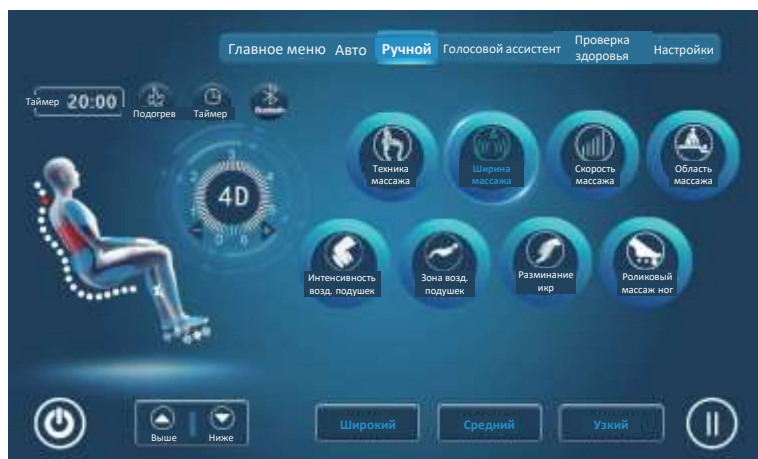 Главное меню Авто Ручной Голосовой ассистент Проверка здоровья Настройки
Таймер 20:00
Подогрев Таймер
4D
Техника
массажа
Ширина
массажа
Скорость
массажа
Область
массажа
Интенсивность
возд. подушек
Зона возд.
подушек
Разминание
икр
Роликовый
массаж ног
Выше Ниже
Широкий Средний Узкий